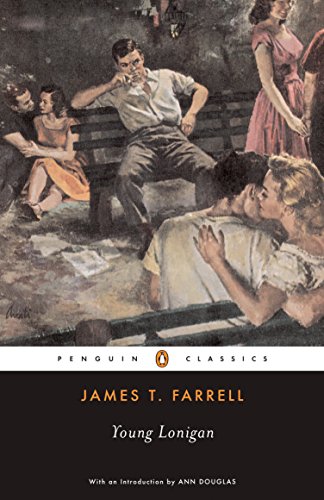 PENGUIN CLASSICS
JAMES T. FARRELL
Young Lonigan
With an Introduction by ANN DOUGLAS